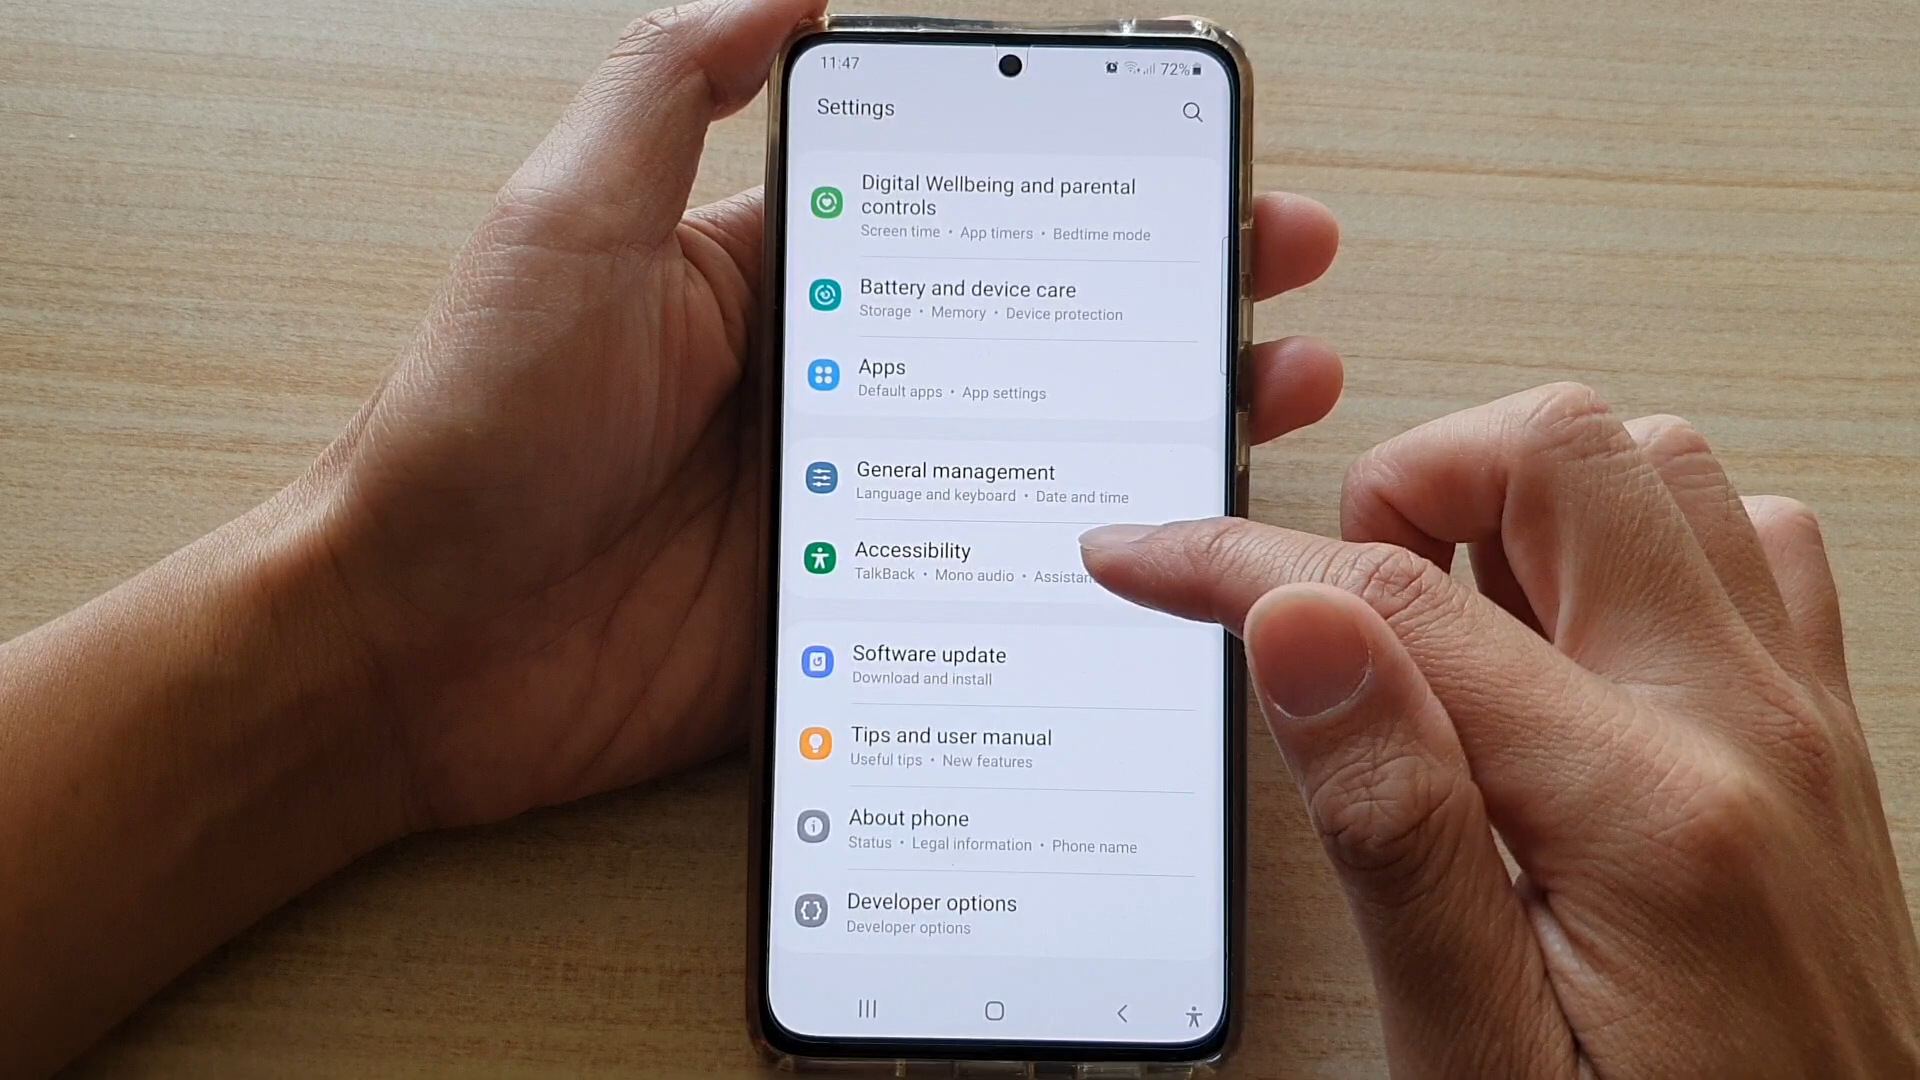 11:47
72%
Settings
Digital Wellbeing and parental
controls
Screen time • App timers • Bedtime mode
Battery and device care
Storage • Memory • Device protection
Apps
Default apps • App settings
General management
Language and keyboard • Date and time
Accessibility
TalkBack • Mono audio •
Software update
Download and install
Tips and user manual
Useful tips • New features
About phone
Status • Legal information • Phone name
Developer options
Developer options